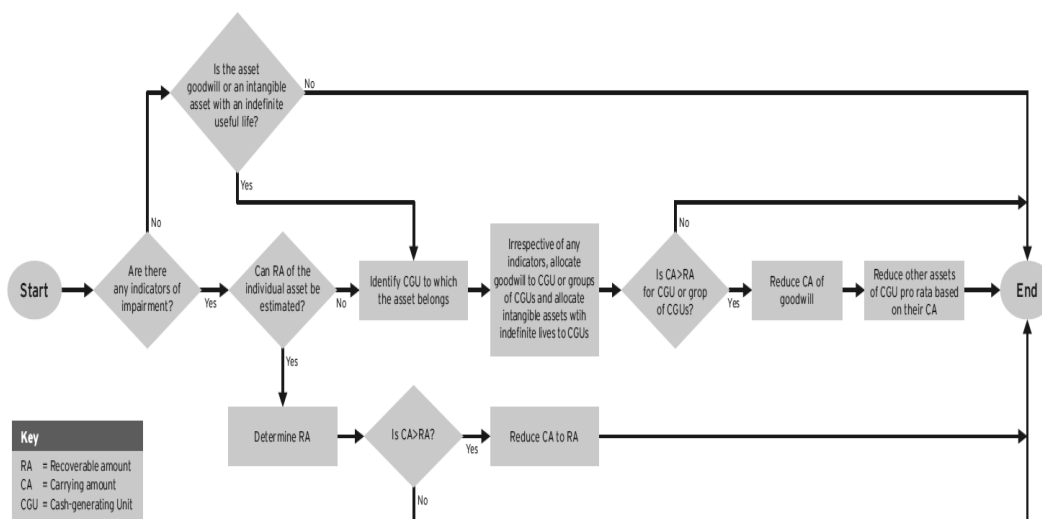 Is the asset
goodwill or an intangible
asset with an indefinite
useful life?
No
Yes
No
No
Start
Are there
any indicators of
impairment?
Yes
Can RA of the
individual asset be
estimated?
No
Yes
Identify CGU to which
the asset belongs
Irrespective of any
indicators, allocate
goodwill to CGU or groups
of CGUs and allocate
intangible assets wtih
indefinite lives to CGUs
Is CA>RA
for CGU or grop
of CGUs?
Yes
Reduce CA of
goodwill
Reduce other assets
of CGU pro rata based
on their CA
End
Determine RA
Is CA>RA?
Yes
Reduce CA to RA
No
Key
RA = Recoverable amount
CA = Carrying amount
CGU = Cash-generating Unit